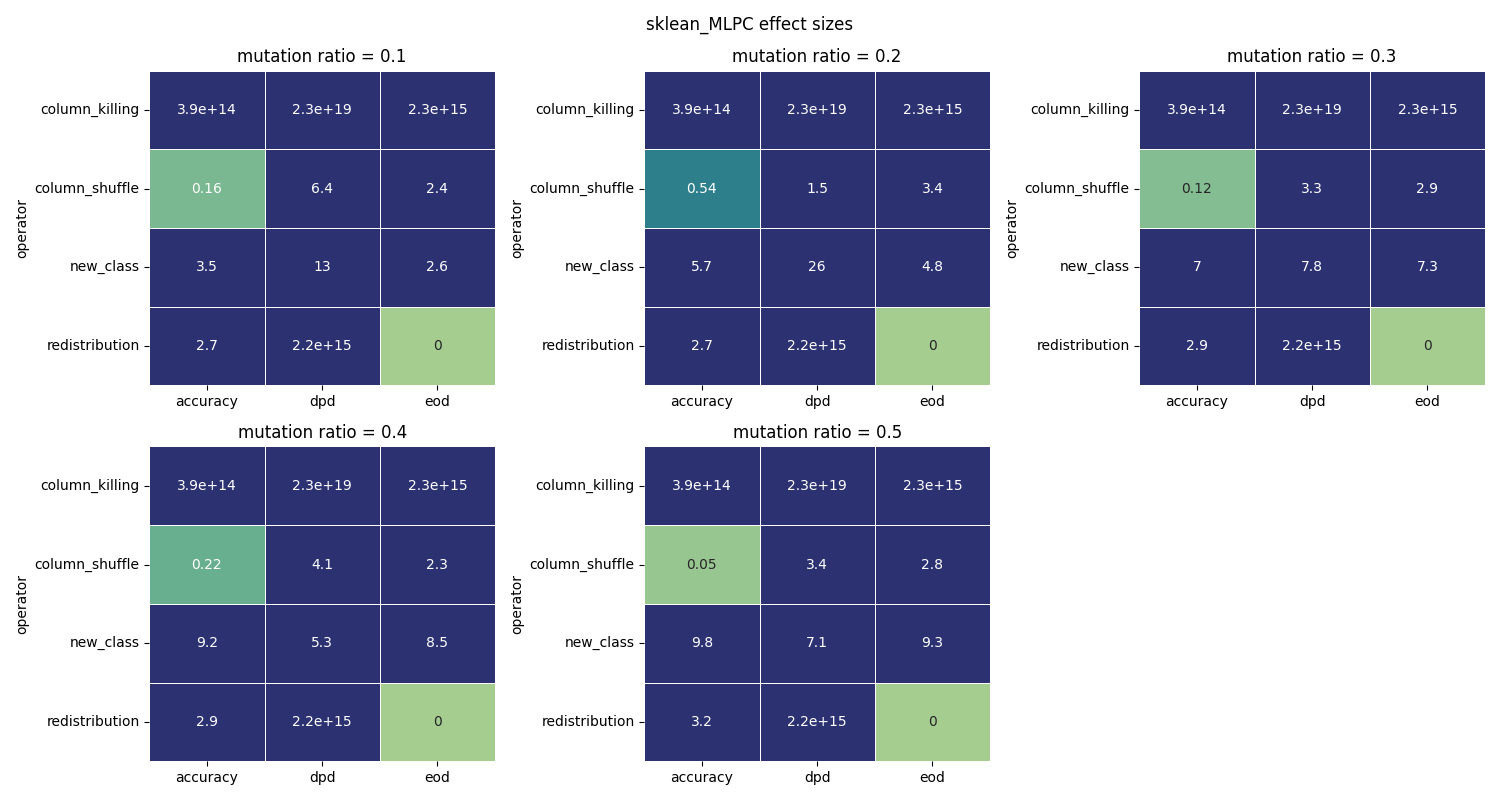 sklean_MLPC effect sizes
mutation ratio = 0.1
operator
column_killing 3.9e+14 2.3e+19 2.3e+15
column_shuffle 0.16 6.4 2.4
new_class 3.5 13 2.6
redistribution 2.7 2.2e+15 0
accuracy dpd eod
mutation ratio = 0.2
operator
column_killing 3.9e+14 2.3e+19 2.3e+15
column_shuffle 0.54 1.5 3.4
new_class 5.7 26 4.8
redistribution 2.7 2.2e+15 0
accuracy dpd eod
mutation ratio = 0.3
operator
column_killing 3.9e+14 2.3e+19 2.3e+15
column_shuffle 0.12 3.3 2.9
new_class 7 7.8 7.3
redistribution 2.9 2.2e+15 0
accuracy dpd eod
mutation ratio = 0.4
operator
column_killing 3.9e+14 2.3e+19 2.3e+15
column_shuffle 0.22 4.1 2.3
new_class 9.2 5.3 8.5
redistribution 2.9 2.2e+15 0
accuracy dpd eod
mutation ratio = 0.5
operator
column_killing 3.9e+14 2.3e+19 2.3e+15
column_shuffle 0.05 3.4 2.8
new_class 9.8 7.1 9.3
redistribution 3.2 2.2e+15 0
accuracy dpd eod